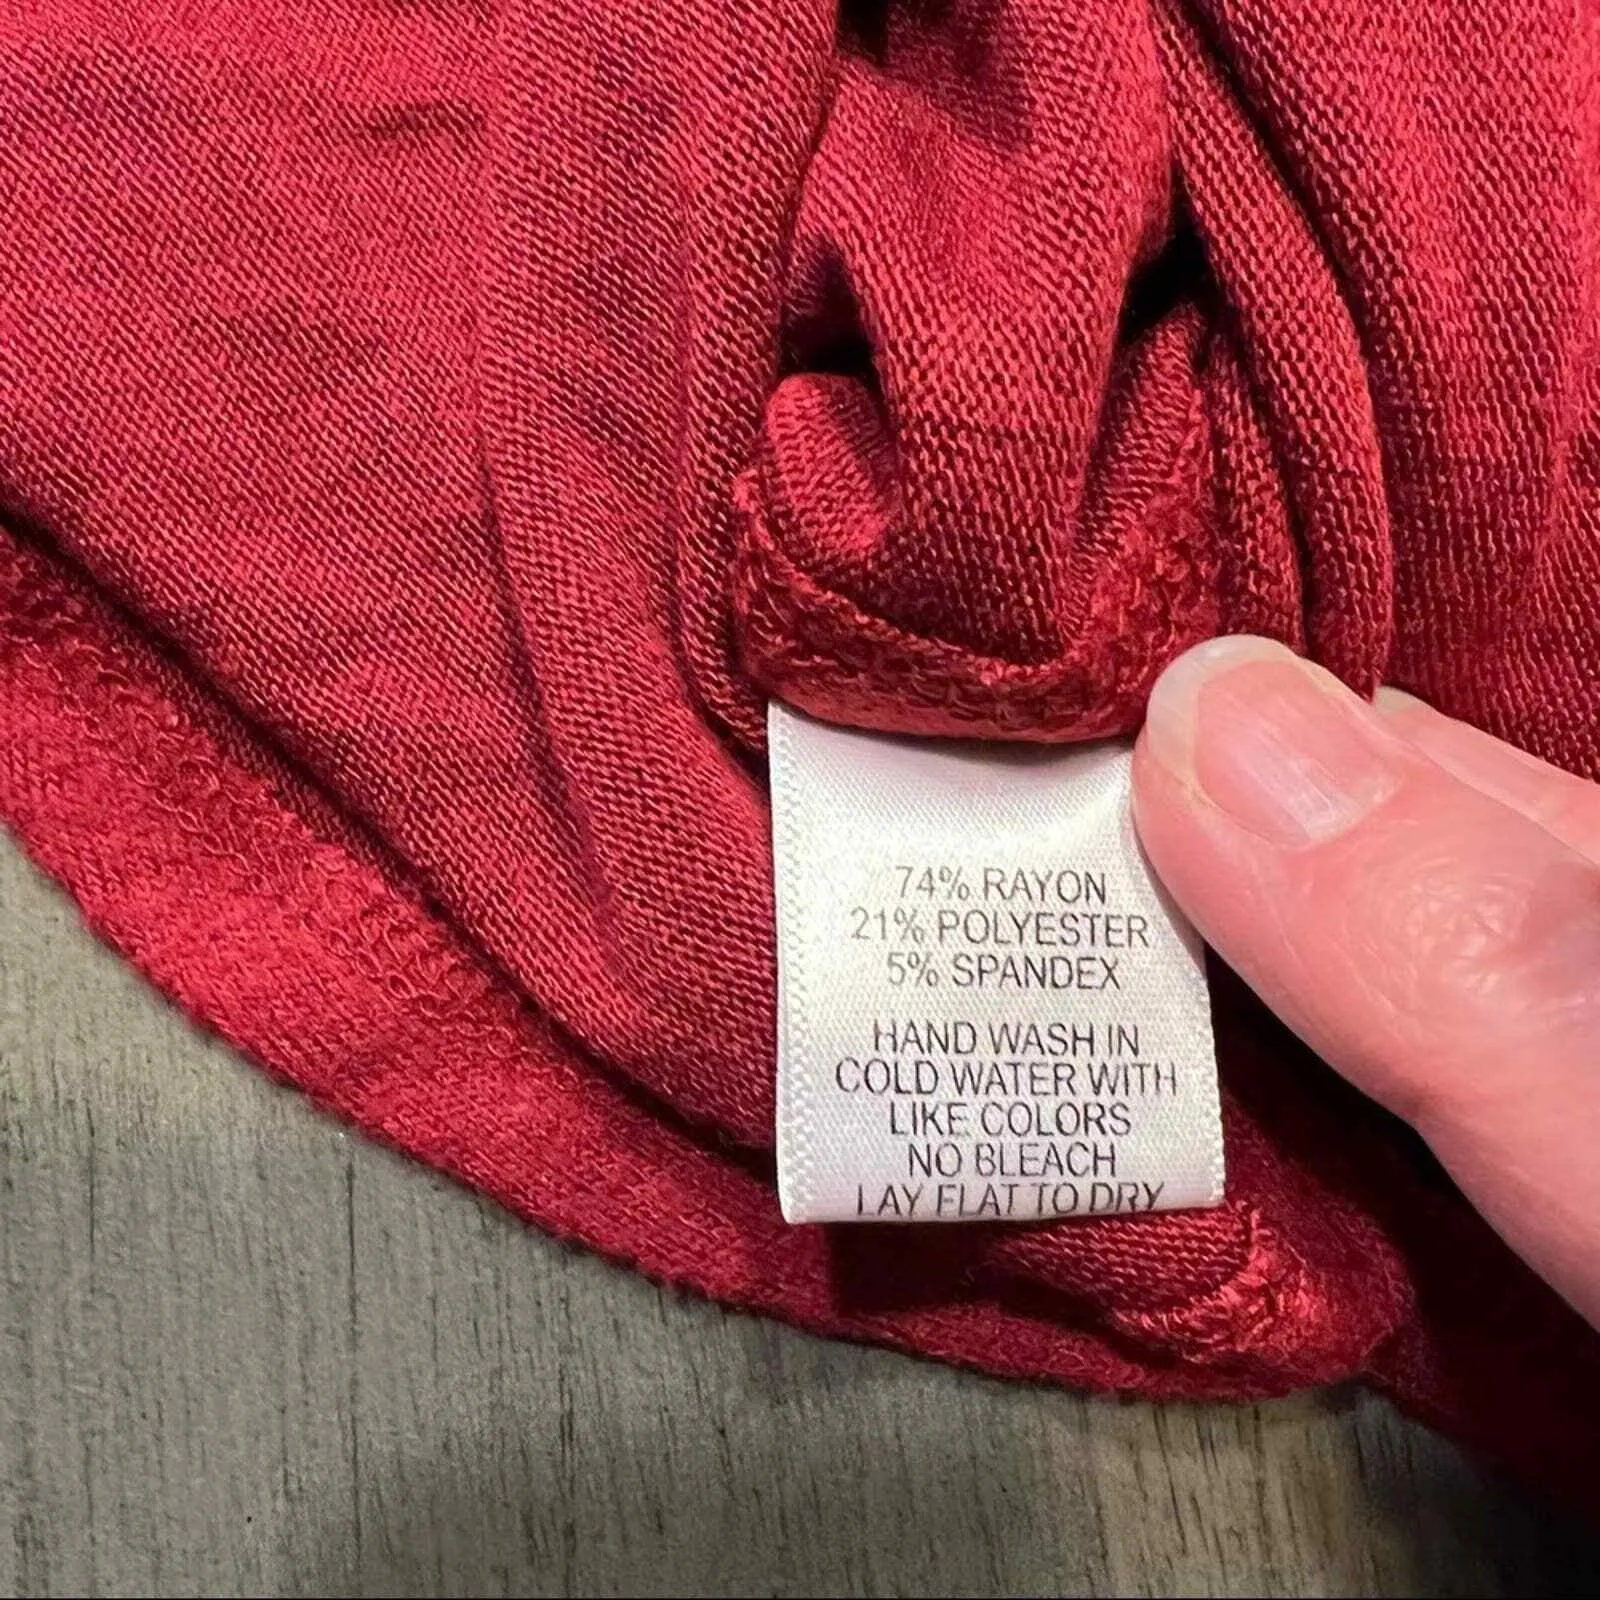 74% RAYON
21% POLYESTER
5% SPANDEX
HAND WASH IN
COLD WATER WITH
LIKE COLORS
NO BLEACH
LAY FLAT TO DRY